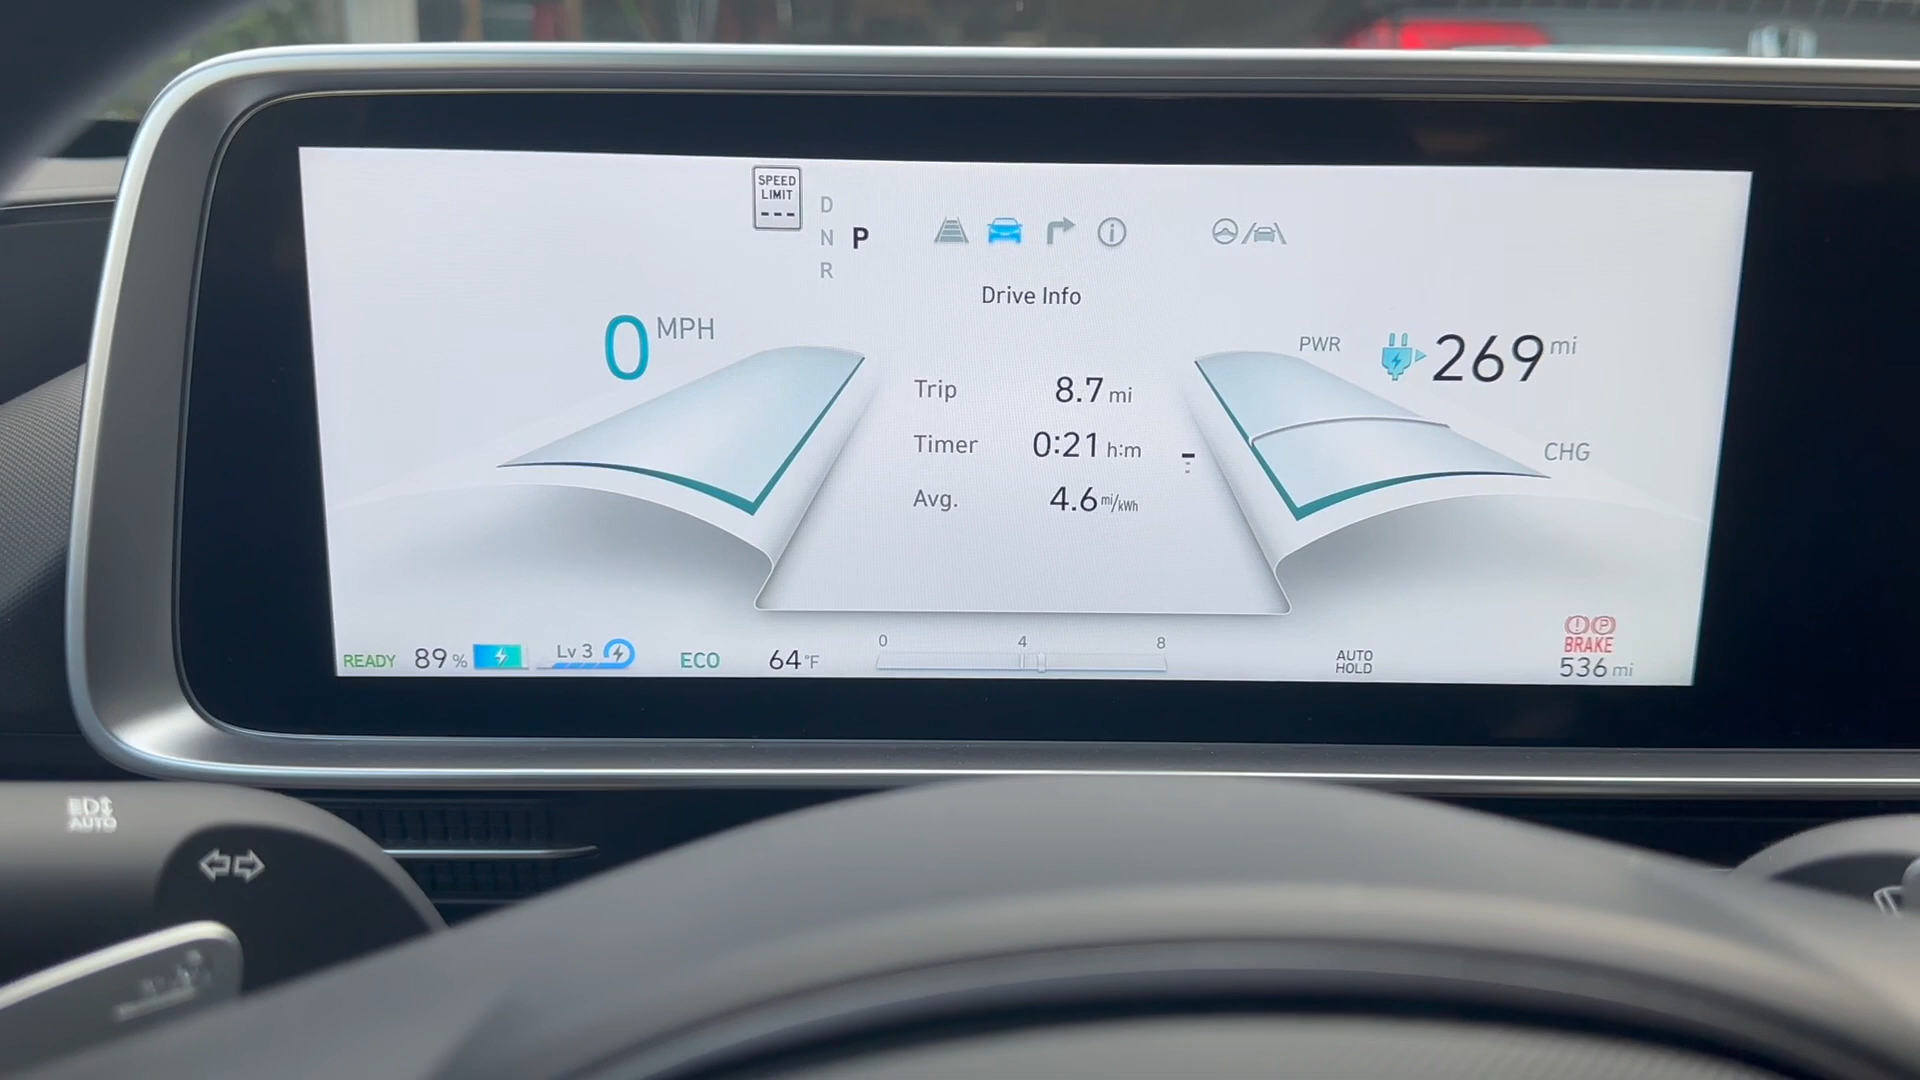 SPEED
LIMIT
---
D
N P
R
Drive Info
0 MPH
PWR
269 mi
Trip 8.7 mi
Timer 0:21 h:m
Avg. 4.6 mi/kWh
CHG
0 4 8
READY 89 % Lv 3 ECO 64°F
AUTO
HOLD
P
BRAKE
536 mi
AUTO